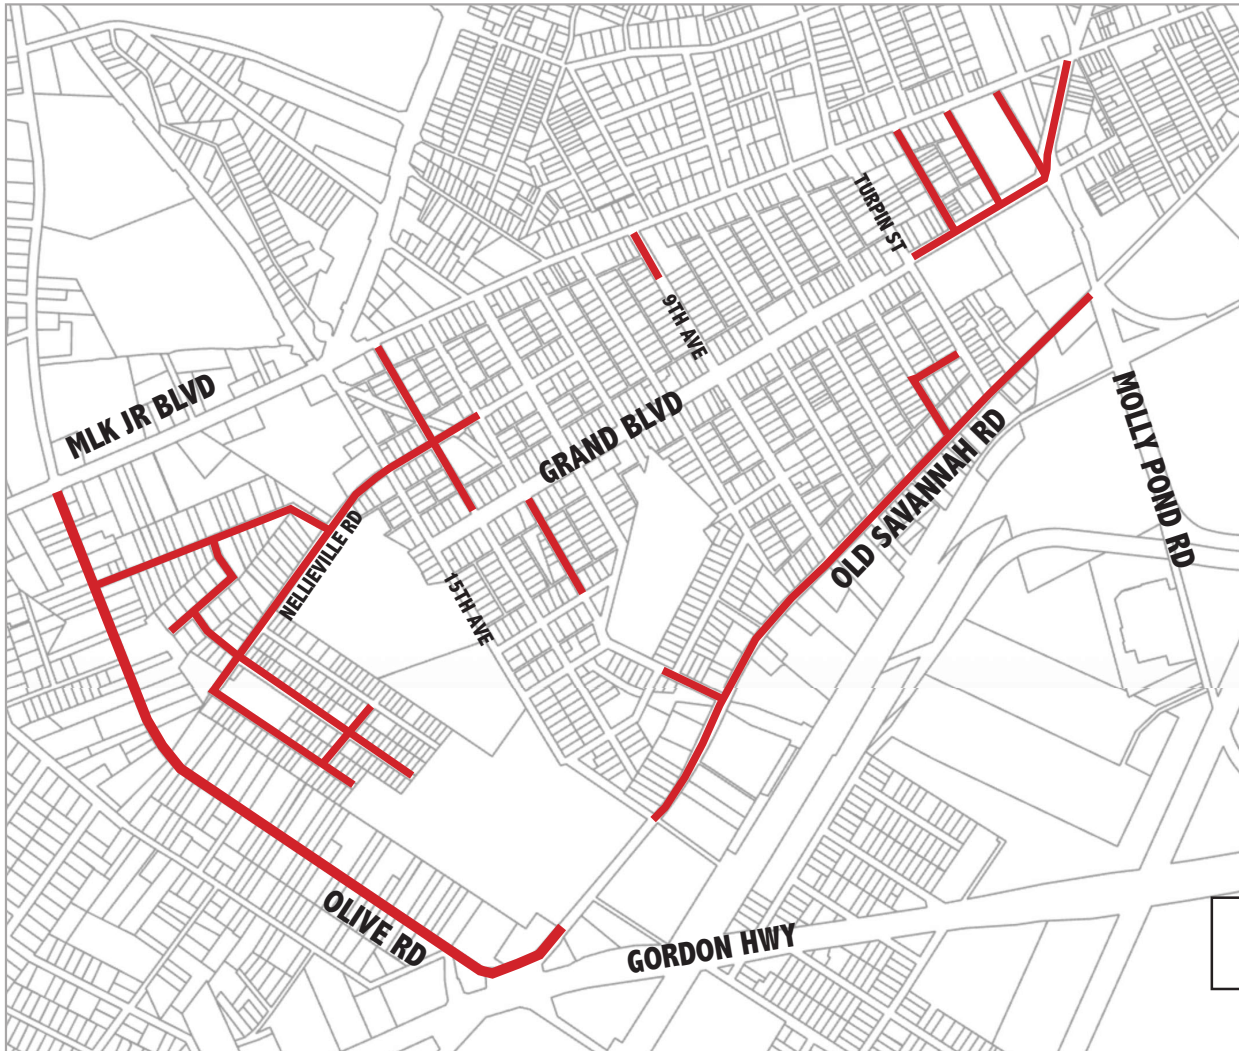 TURPIN ST
9TH AVE
MLK JR BLVD
GRAND BLVD
MOLLY POND RD
OLD SAVANNAH RD
NELLIEVILLE RD
15TH AVE
OLIVE RD
GORDON HWY